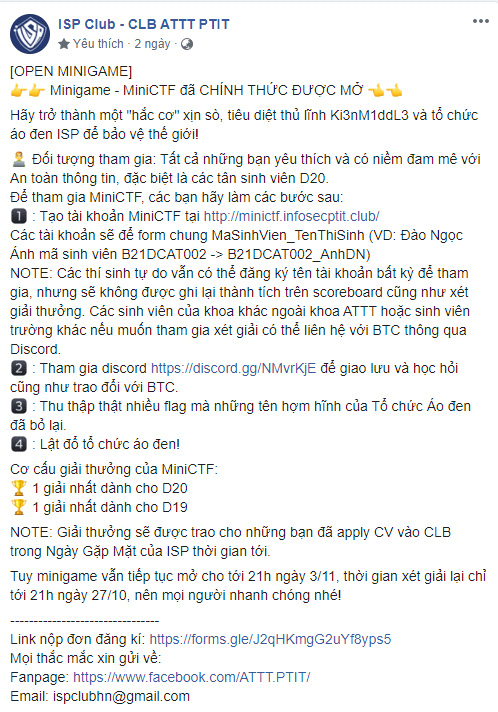 ISP Club - CLB ATTT PTIT
Yêu thích · 2 ngày ·
[OPEN MINIGAME]
👉👉 Minigame - MiniCTF đã CHÍNH THỨC ĐƯỢC MỞ 👈👈
Hãy trở thành một "hắc cơ" xịn sò, tiêu diệt thủ lĩnh Ki3nM1ddL3 và tổ chức
áo đen ISP để bảo vệ thế giới!
Đối tượng tham gia: Tất cả những bạn yêu thích và có niềm đam mê với
An toàn thông tin, đặc biệt là các tân sinh viên D20.
Để tham gia MiniCTF, các bạn hãy làm các bước sau:
1 : Tạo tài khoản MiniCTF tại http://minictf.infosecptit.club/
Các tài khoản sẽ để form chung MaSinhVien_TenThiSinh (VD: Đào Ngọc
Ánh mã sinh viên B21DCAT002 -> B21DCAT002_AnhDN)
NOTE: Các thí sinh tự do vẫn có thể đăng ký tên tài khoản bất kỳ để tham
gia, nhưng sẽ không được ghi lại thành tích trên scoreboard cũng như xét
giải thưởng. Các sinh viên của khoa khác ngoài khoa ATTT hoặc sinh viên
trường khác nếu muốn tham gia xét giải có thể liên hệ với BTC thông qua
Discord.
2 : Tham gia discord https://discord.gg/NMvrKjE để giao lưu và học hỏi
cũng như trao đổi với BTC.
3 : Thu thập thật nhiều flag mà những tên hợm hĩnh của Tổ chức Áo đen
đã bỏ lại.
4 : Lật đổ tổ chức áo đen!
Cơ cấu giải thưởng của MiniCTF:
🏆 1 giải nhất dành cho D20
🏆 1 giải nhất dành cho D19
NOTE: Giải thưởng sẽ được trao cho những bạn đã apply CV vào CLB
trong Ngày Gặp Mặt của ISP thời gian tới.
Tuy minigame vẫn tiếp tục mở cho tới 21h ngày 3/11, thời gian xét giải lại chỉ
tới 21h ngày 27/10, nên mọi người nhanh chóng nhé!
--------------------------------
Link nộp đơn đăng kí: https://forms.gle/J2qHKmgG2uYf8yps5
Mọi thắc mắc xin gửi về:
Fanpage: https://www.facebook.com/ATTT.PTIT/
Email: ispclubhn@gmail.com